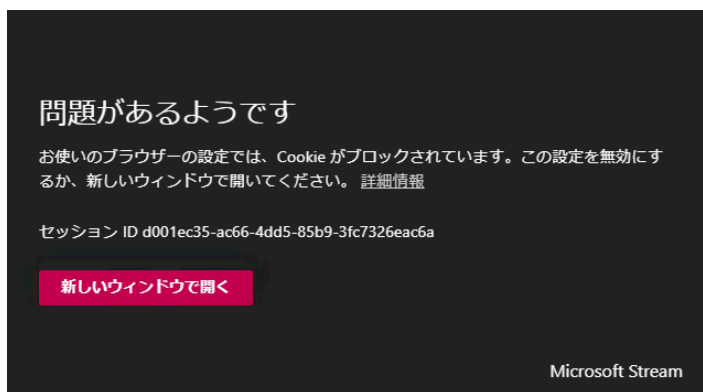 問題があるようです
お使いのブラウザーの設定では、Cookie がブロックされています。この設定を無効にす
るか、新しいウィンドウで開いてください。 詳細情報
セッション ID d001ec35-ac66-4dd5-85b9-3fc7326eac6a
新しいウィンドウで開く
Microsoft Stream